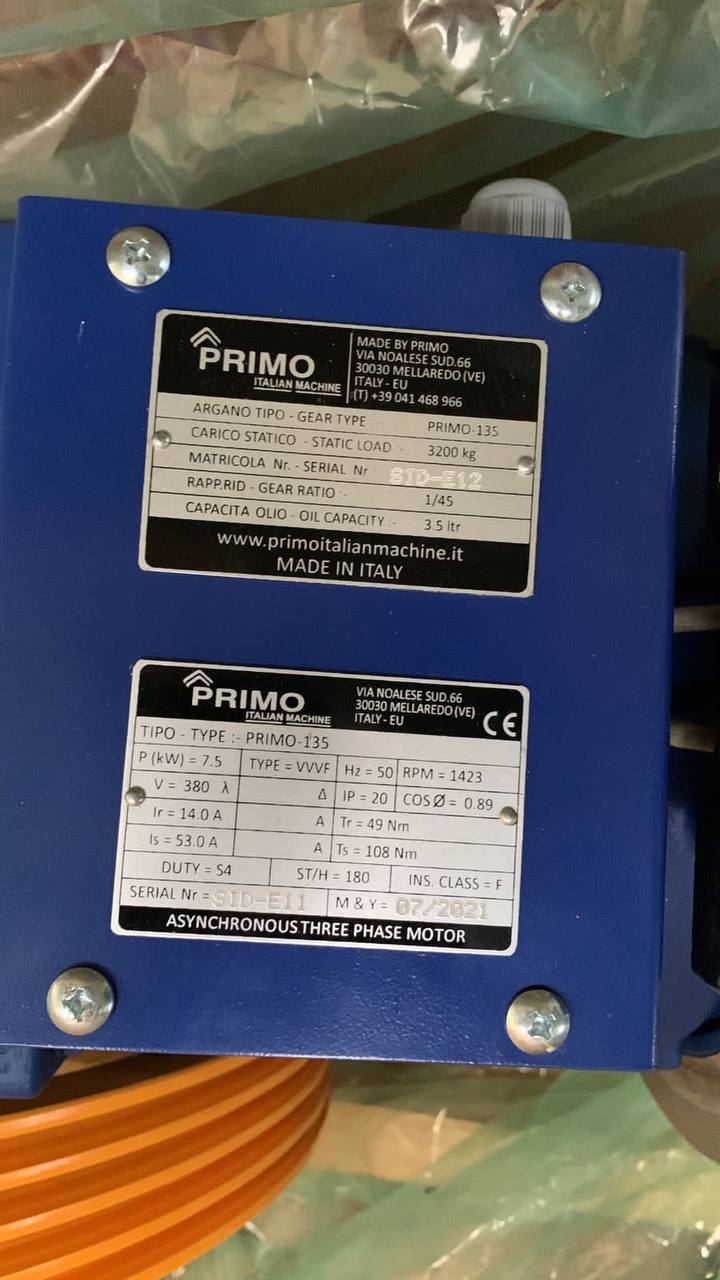 PRIMO
ITALIAN MACHINE
MADE BY PRIMO
VIA NOALESE SUD.66
30030 MELLAREDO (VE)
ITALY - EU
(T) +39 041 468 966
ARGANO TIPO - GEAR TYPE :- PRIMO-135
CARICO STATICO - STATIC LOAD :- 3200 kg
MATRICOLA Nr. - SERIAL Nr : SID-E12
RAPP.RID - GEAR RATIO :- 1/45
CAPACITA OLIO - OIL CAPACITY :- 3.5 ltr
www.primoitalianmachine.it
MADE IN ITALY
PRIMO
ITALIAN MACHINE
VIA NOALESE SUD.66
30030 MELLAREDO (VE)
ITALY - EU
CE
TIPO - TYPE :- PRIMO-135
P (kW) = 7.5 TYPE = VVVF Hz = 50 RPM = 1423
V = 380 λ Δ IP = 20 COSØ = 0.89
Ir = 14.0 A A Tr = 49 Nm
Is = 53.0 A A Ts = 108 Nm
DUTY = S4 ST/H = 180 INS. CLASS = F
SERIAL Nr = SID-E11 M & Y = 07/2021
ASYNCHRONOUS THREE PHASE MOTOR